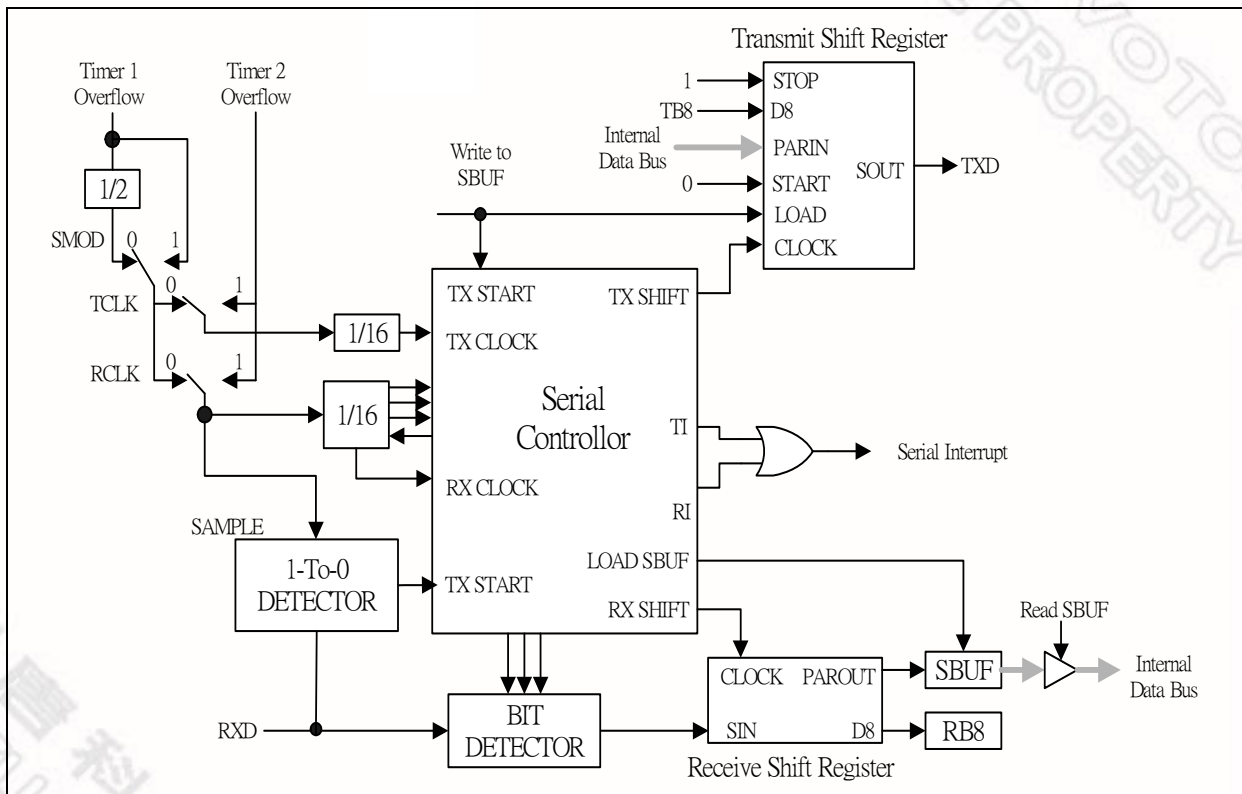 Transmit Shift Register
Timer 1
Overflow
Timer 2
Overflow
1
STOP
TB8
D8
Internal
Data Bus
PARIN
SOUT
TXD
0
START
Write to
SBUF
LOAD
CLOCK
1/2
SMOD
0
1
TCLK
0
1
RCLK
0
1
1/16
1/16
TX START
TX SHIFT
TX CLOCK
Serial
Controllor
TI
RI
Serial Interrupt
RX CLOCK
LOAD SBUF
SAMPLE
1-To-0
DETECTOR
TX START
RX SHIFT
Read SBUF
CLOCK
PAROUT
SBUF
Internal
Data Bus
RXD
BIT
DETECTOR
SIN
D8
RB8
Receive Shift Register
VOTO
PROPERTY
書科